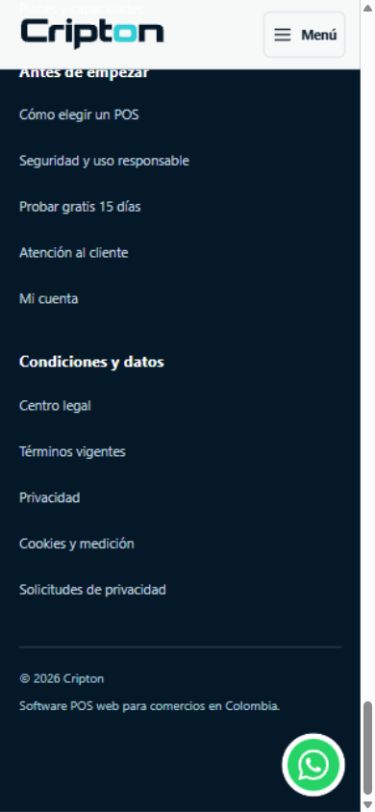 Cripton
Menú
Antes de empezar
Cómo elegir un POS
Seguridad y uso responsable
Probar gratis 15 días
Atención al cliente
Mi cuenta
Condiciones y datos
Centro legal
Términos vigentes
Privacidad
Cookies y medición
Solicitudes de privacidad
© 2026 Cripton
Software POS web para comercios en Colombia.